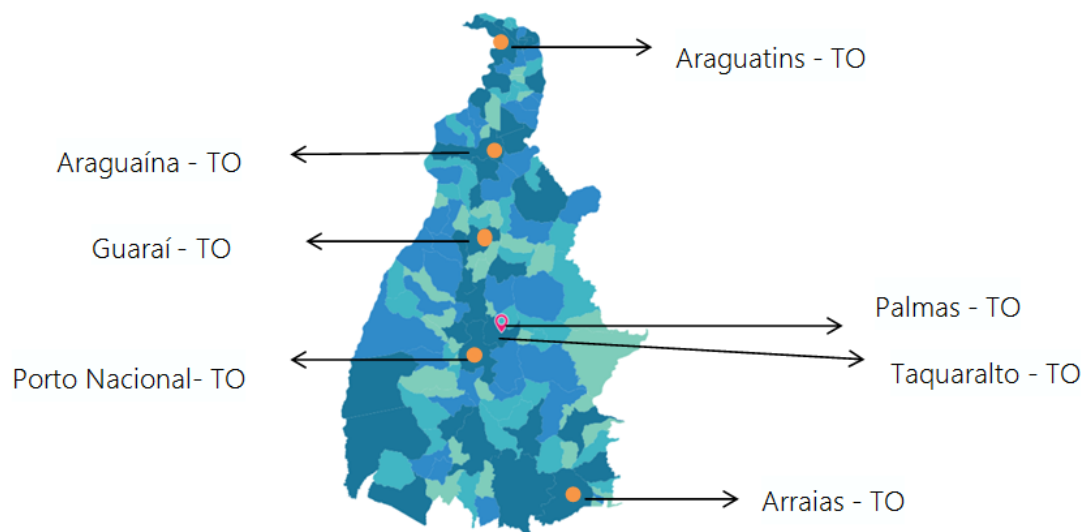 Araguatins - TO
Araguaína - TO
Guaraí - TO
Palmas - TO
Taquaralto - TO
Porto Nacional- TO
Arraias - TO